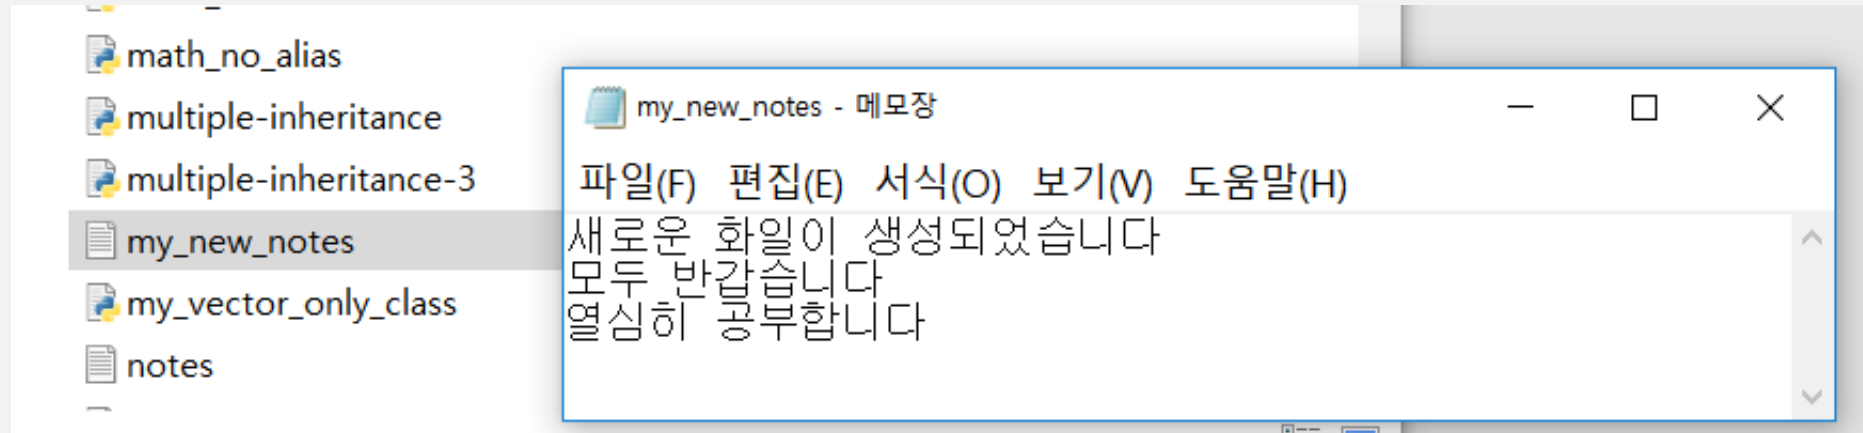 math_no_alias
multiple-inheritance
multiple-inheritance-3
my_new_notes
my_vector_only_class
notes
my_new_notes - 메모장
파일(F) 편집(E) 서식(O) 보기(V) 도움말(H)
새로운 화일이 생성되었습니다
모두 반갑습니다
열심히 공부합니다